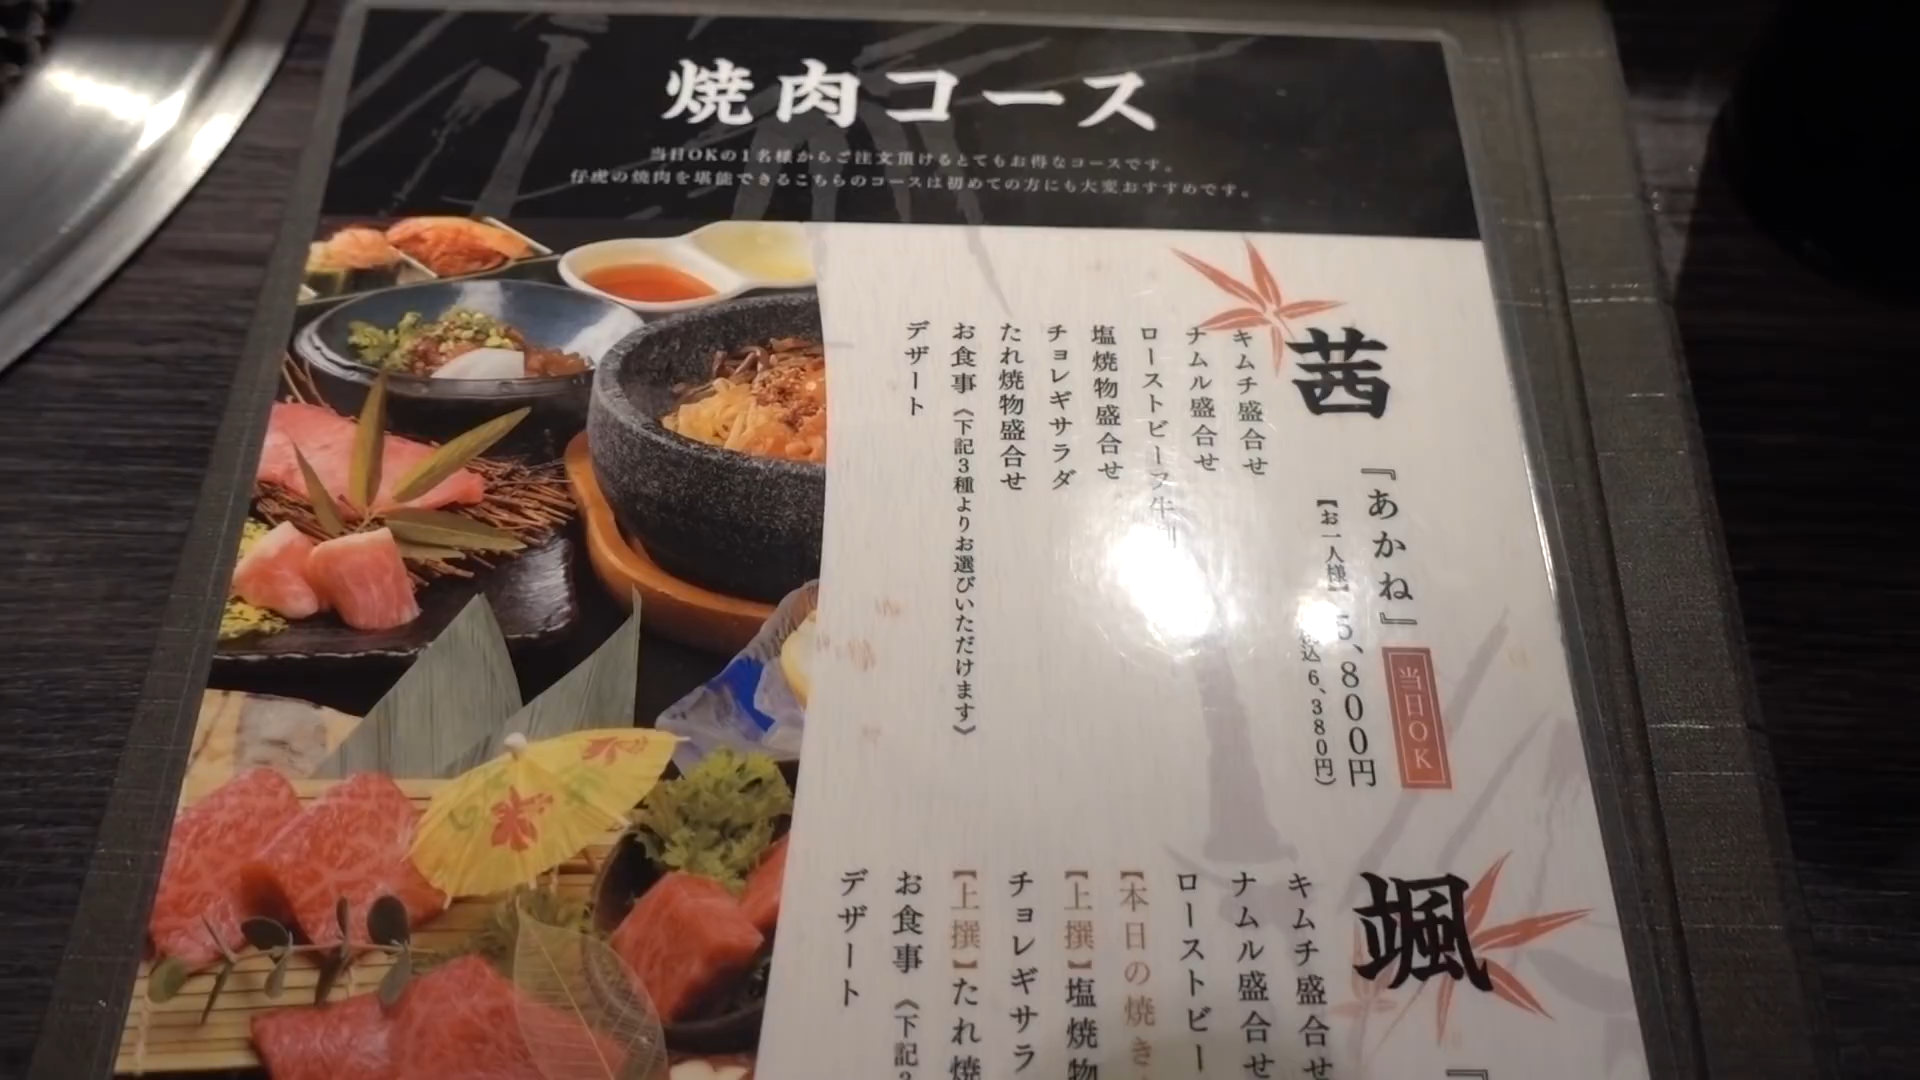 焼肉コース
当日OKの1名様からご注文頂けるとてもお得なコースです。
仔虎の焼肉を堪能できるこちらのコースは初めての方にも大変おすすめです。
茜
『あかね』
当日OK
【お一人様】5,800円
税込 6,380円)
キムチ盛合せ
ナムル盛合せ
ローストビーフ牛刺
塩焼物盛合せ
チョレギサラダ
たれ焼物盛合せ
お食事《下記3種よりお選びいただけます》
デザート
颯
『
キムチ盛合せ
ナムル盛合せ
ローストビー
【本日の焼き
【上撰】塩焼物
チョレギサラ
【上撰】たれ焼
お食事《下記3
デザート